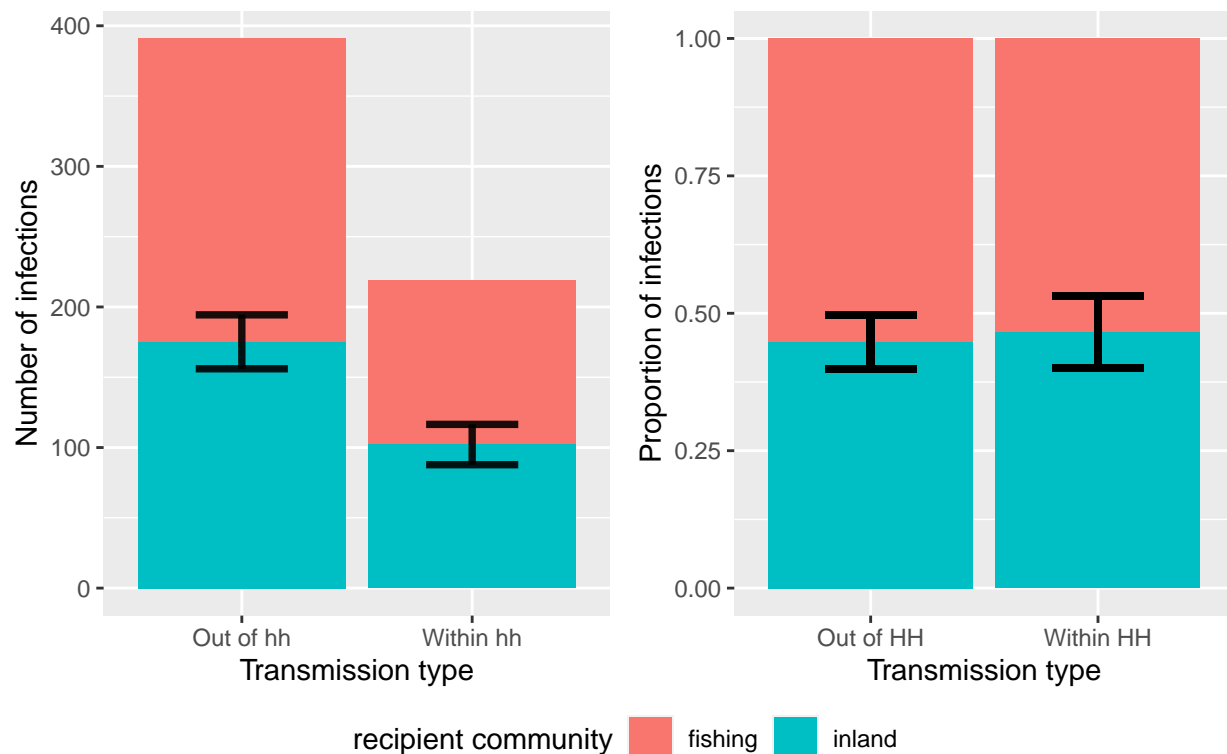 Number of infections
400
300
200
100
0
Out of hh
Within hh
Transmission type
Proportion of infections
1.00
0.75
0.50
0.25
0.00
Out of HH
Within HH
Transmission type
recipient community
fishing
inland